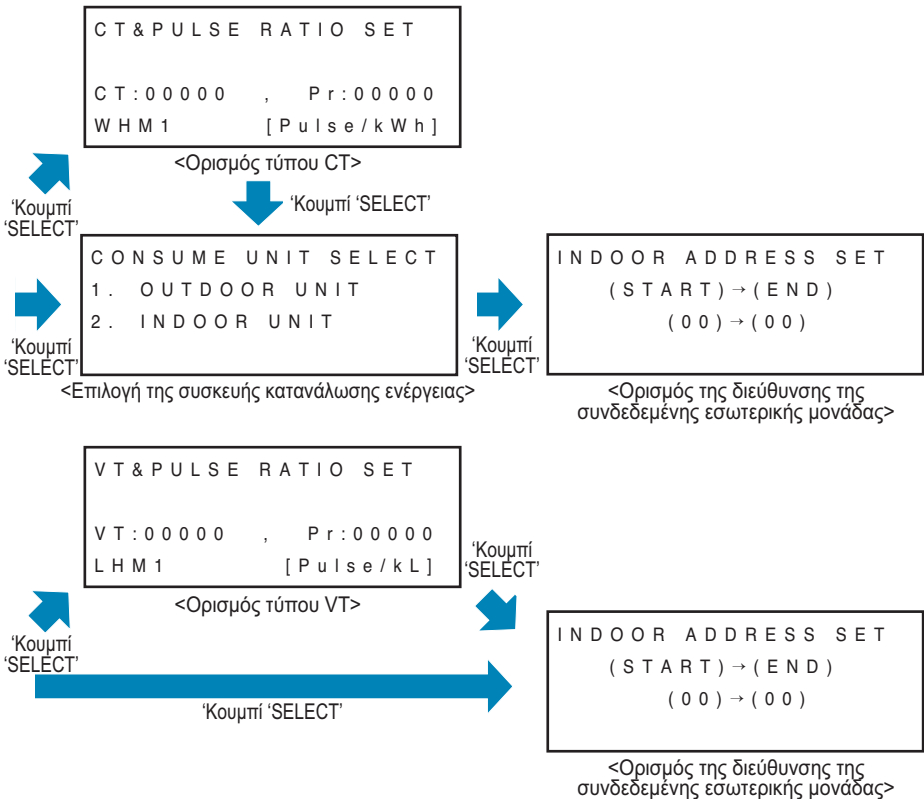 CT&PULSE RATIO SET
CT:00000 , Pr:00000
WHM1 [Pulse/kWh]
<Ορισμός τύπου CT>
‘Κουμπί
‘SELECT’
‘Κουμπί ‘SELECT’
CONSUME UNIT SELECT
1. OUTDOOR UNIT
2. INDOOR UNIT
‘Κουμπί
‘SELECT’
<Επιλογή της συσκευής κατανάλωσης ενέργειας>
‘Κουμπί
‘SELECT’
INDOOR ADDRESS SET
(START)→(END)
(00)→(00)
<Ορισμός της διεύθυνσης της
συνδεδεμένης εσωτερικής μονάδας>
VT&PULSE RATIO SET
VT:00000 , Pr:00000
LHM1 [Pulse/kL]
<Ορισμός τύπου VT>
‘Κουμπί
‘SELECT’
‘Κουμπί
‘SELECT’
‘Κουμπί ‘SELECT’
INDOOR ADDRESS SET
(START)→(END)
(00)→(00)
<Ορισμός της διεύθυνσης της
συνδεδεμένης εσωτερικής μονάδας>